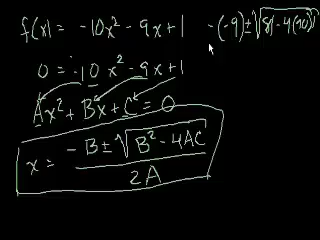 f(x) = -10x² - 9x + 1
-(-9) ± √81 - 4(10)
0 = -10x² - 9x + 1
Ax² + Bx + C = 0
x = -B ± √B² - 4AC / 2A